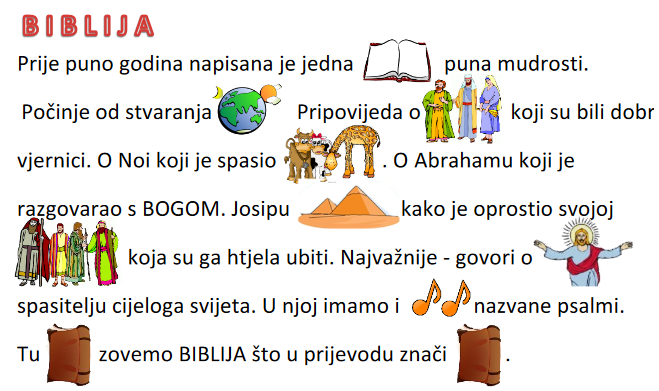 BIBLIJA
Prije puno godina napisana je jedna puna mudrosti.
Počinje od stvaranja Pripovijeda o koji su bili dobr
vjernici. O Noi koji je spasio . O Abrahamu koji je
razgovarao s BOGOM. Josipu kako je oprostio svojoj
koja su ga htjela ubiti. Najvažnije - govori o
spasitelju cijeloga svijeta. U njoj imamo i nazvane psalmi.
Tu zovemo BIBLIJA što u prijevodu znači .